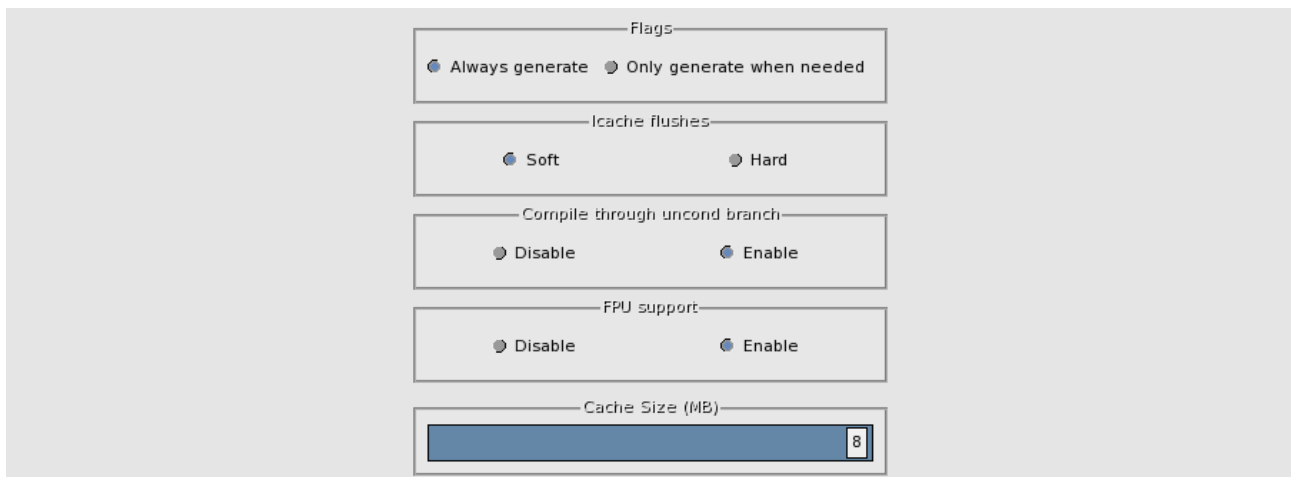 Flags
Always generate Only generate when needed
Icache flushes
Soft Hard
Compile through uncond branch
Disable Enable
FPU support
Disable Enable
Cache Size (MB)
8